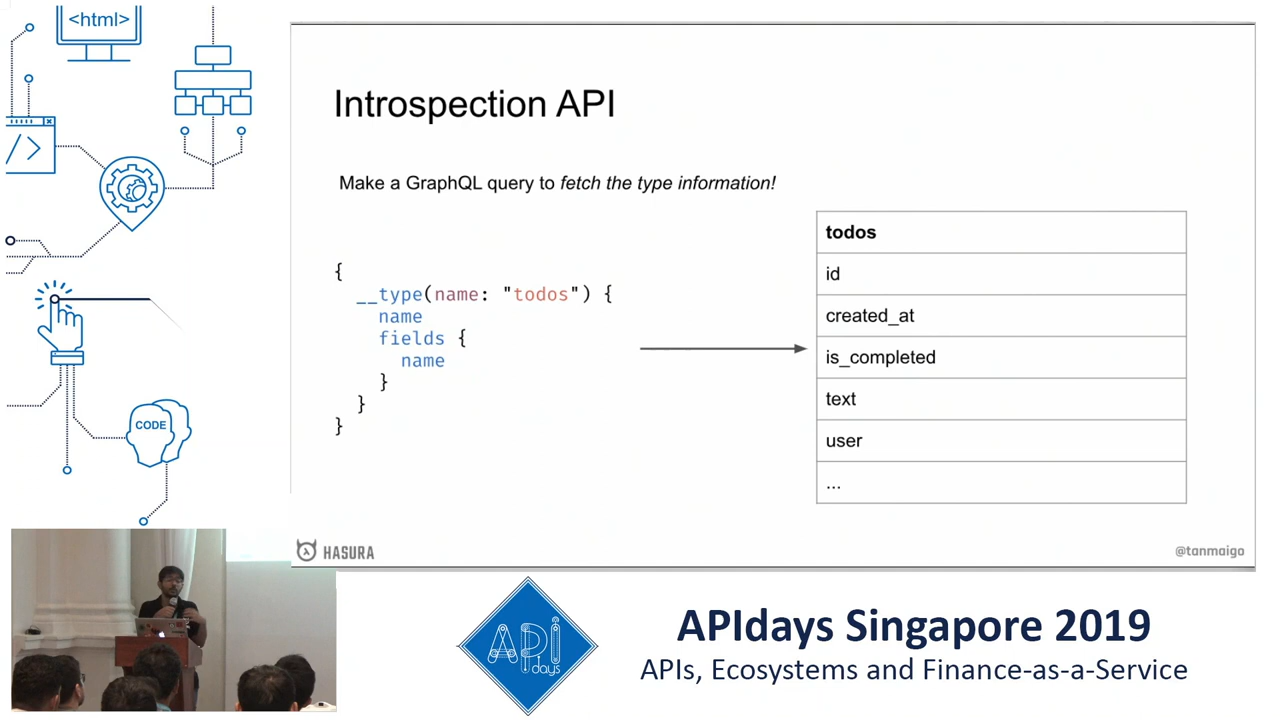 <html>
</>
CODE
Introspection API
Make a GraphQL query to fetch the type information!
{
__type(name: "todos") {
name
fields {
name
}
}
}
todos
id
created_at
is_completed
text
user
...
HASURA
@tanmaigo
API
days
APIdays Singapore 2019
APIs, Ecosystems and Finance-as-a-Service